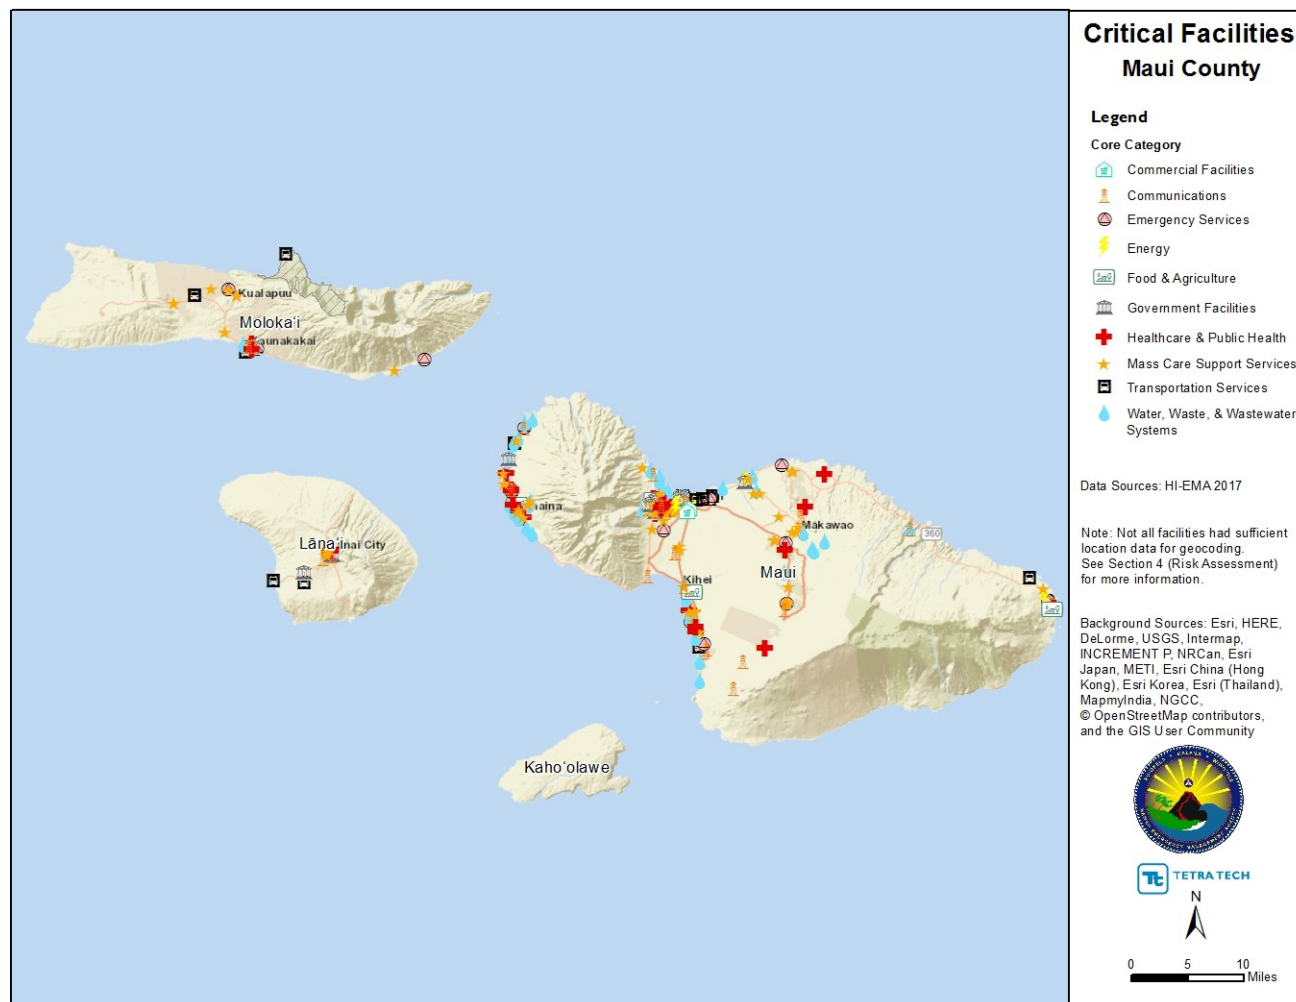 Critical Facilities
Maui County
Legend
Core Category
Commercial Facilities
Communications
Emergency Services
Energy
Food & Agriculture
Government Facilities
Healthcare & Public Health
Mass Care Support Services
Transportation Services
Water, Waste, & Wastewater
Systems
Data Sources: HI-EMA 2017
Note: Not all facilities had sufficient
location data for geocoding.
See Section 4 (Risk Assessment)
for more information.
Background Sources: Esri, HERE,
DeLorme, USGS, Intermap,
INCREMENT P, NRCan, Esri
Japan, METI, Esri China (Hong
Kong), Esri Korea, Esri (Thailand),
MapmyIndia, NGCC,
© OpenStreetMap contributors,
and the GIS User Community
TETRA TECH
N
0 5 10
Miles
Kualapuu
Moloka'i
aunakakai
Lāna'i
inai City
aina
Makawao
360
Kihei
Maui
Kaho'olawe